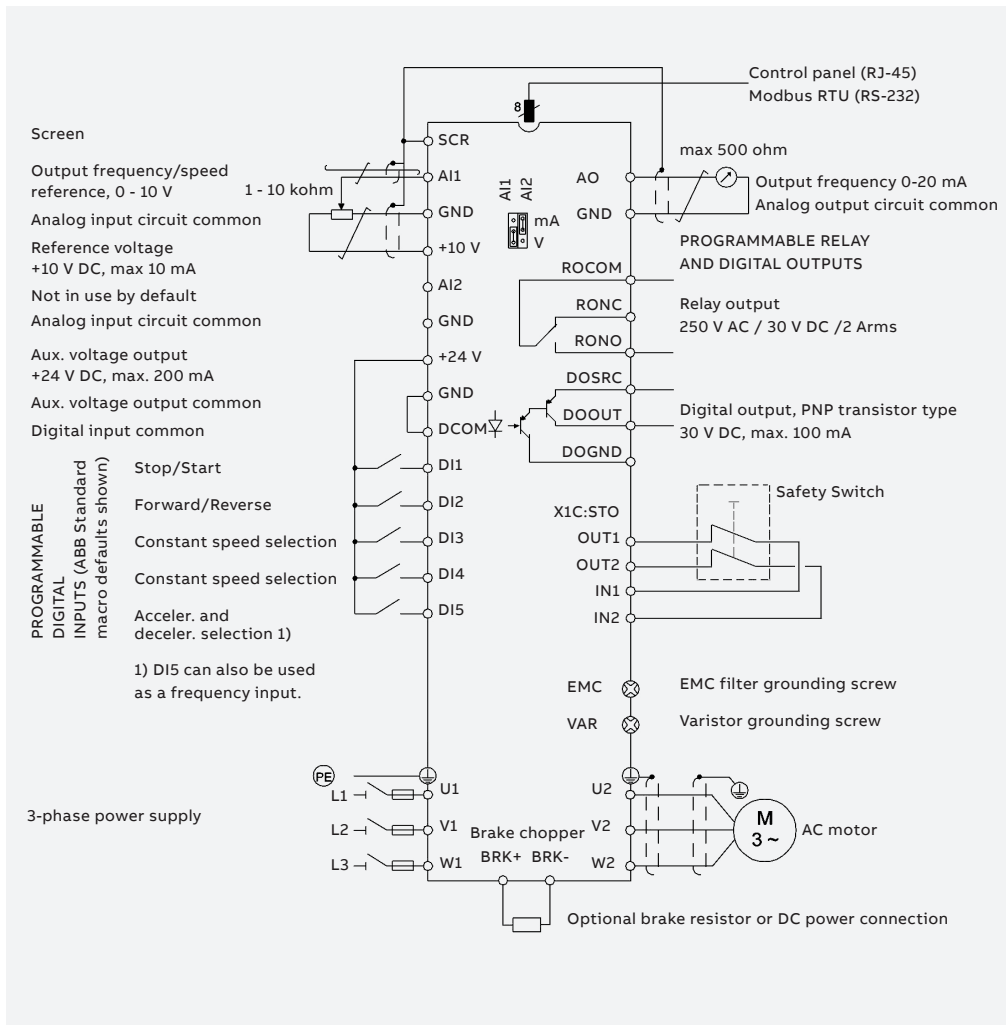 Control panel (RJ-45)
Modbus RTU (RS-232)
8
Screen
SCR
max 500 ohm
Output frequency/speed
reference, 0 - 10 V
1 - 10 kohm
AI1
AI1
AI2
AO
Output frequency 0-20 mA
Analog output circuit common
Analog input circuit common
GND
mA
V
GND
Reference voltage
+10 V DC, max 10 mA
+10 V
PROGRAMMABLE RELAY
AND DIGITAL OUTPUTS
ROCOM
Not in use by default
AI2
Analog input circuit common
GND
RONC
Relay output
250 V AC / 30 V DC /2 Arms
RONO
Aux. voltage output
+24 V DC, max. 200 mA
+24 V
DOSRC
Aux. voltage output common
GND
DOOUT
Digital output, PNP transistor type
30 V DC, max. 100 mA
Digital input common
DCOM
DOGND
PROGRAMMABLE
DIGITAL
INPUTS (ABB Standard
macro defaults shown)
Stop/Start
DI1
Forward/Reverse
DI2
Constant speed selection
DI3
Constant speed selection
DI4
Acceler. and
deceler. selection 1)
DI5
1) DI5 can also be used
as a frequency input.
Safety Switch
X1C:STO
OUT1
OUT2
IN1
IN2
EMC
EMC filter grounding screw
VAR
Varistor grounding screw
PE
L1
U1
U2
3-phase power supply
L2
V1
Brake chopper
V2
M
3 ~
AC motor
L3
W1
BRK+ BRK-
W2
Optional brake resistor or DC power connection